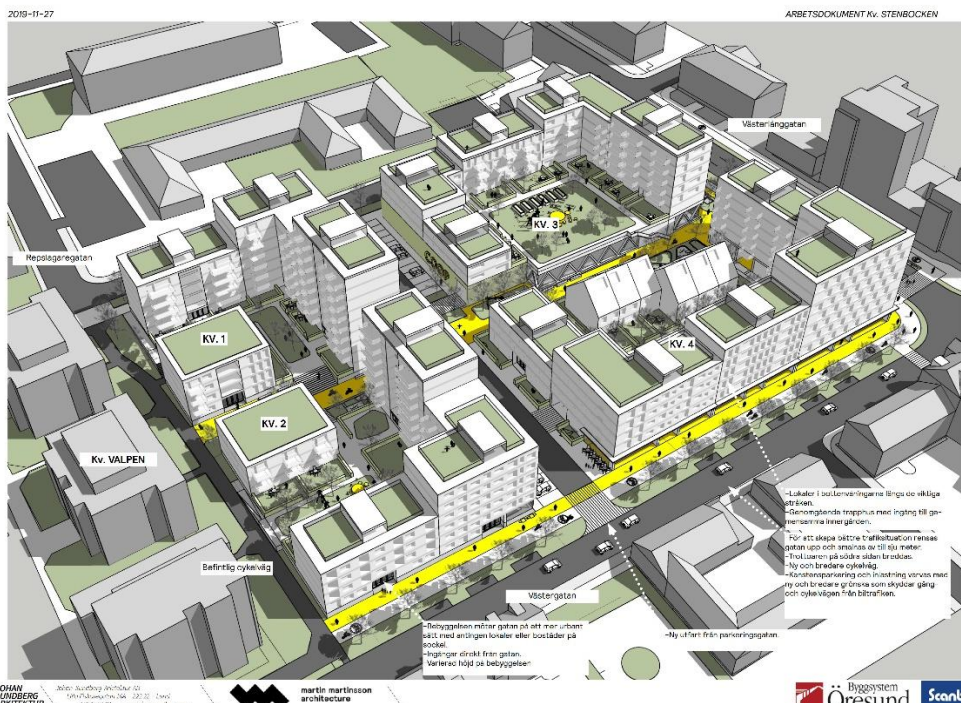 2019-11-27
ARBETSDOKUMENT Kv. STENBOCKEN
Västerlånggatan
KV. 3
COOP
Repslagaregatan
KV. 1
KV. 4
KV. 2
Kv. VALPEN
-Lokaler i bottenvåningarna längs de viktiga
stråken.
-Genomgående trapphus med ingång till ge-
mensamma innergården.
För att skapa bättre trafiksituation rensas
gatan upp och smalnas av till sju meter.
-Trottoaren på södra sidan breddas.
-Ny och bredare cykelväg.
-Kantstensparkering och inlastning varvas med
ny och bredare grönska som skyddar gång-
och cykelvägen från biltrafiken.
Befintlig cykelväg
Västergatan
-Bebyggelsen möter gatan på ett mer urbant
sätt med antingen lokaler eller bostäder på
sockel.
-Ingångar direkt från gatan.
Varierad höjd på bebyggelsen
-Ny utfart från parkeringsgatan.
martin martinsson
architecture
Byggsystem
Öresund